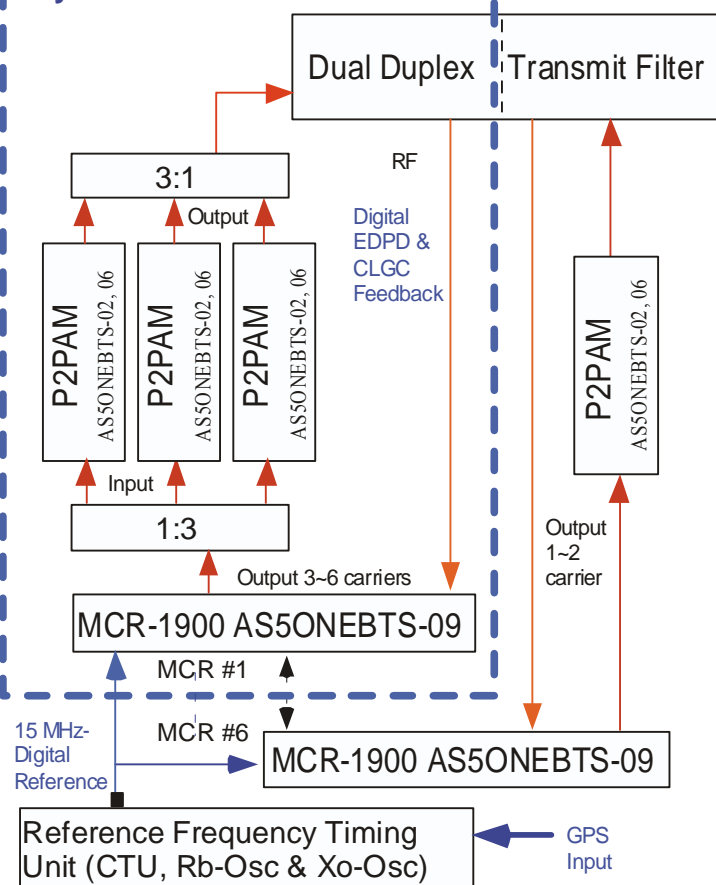 Dual Duplex
Transmit Filter
3:1
Output
RF
Digital
EDPD &
CLGC
Feedback
P2PAM
AS5ONEBTS-02, 06
P2PAM
AS5ONEBTS-02, 06
P2PAM
AS5ONEBTS-02, 06
P2PAM
AS5ONEBTS-02, 06
Input
1:3
Output
1~2
carrier
Output 3~6 carriers
MCR-1900 AS5ONEBTS-09
MCR #1
MCR #6
15 MHz-
Digital
Reference
MCR-1900 AS5ONEBTS-09
Reference Frequency Timing
Unit (CTU, Rb-Osc & Xo-Osc)
GPS
Input